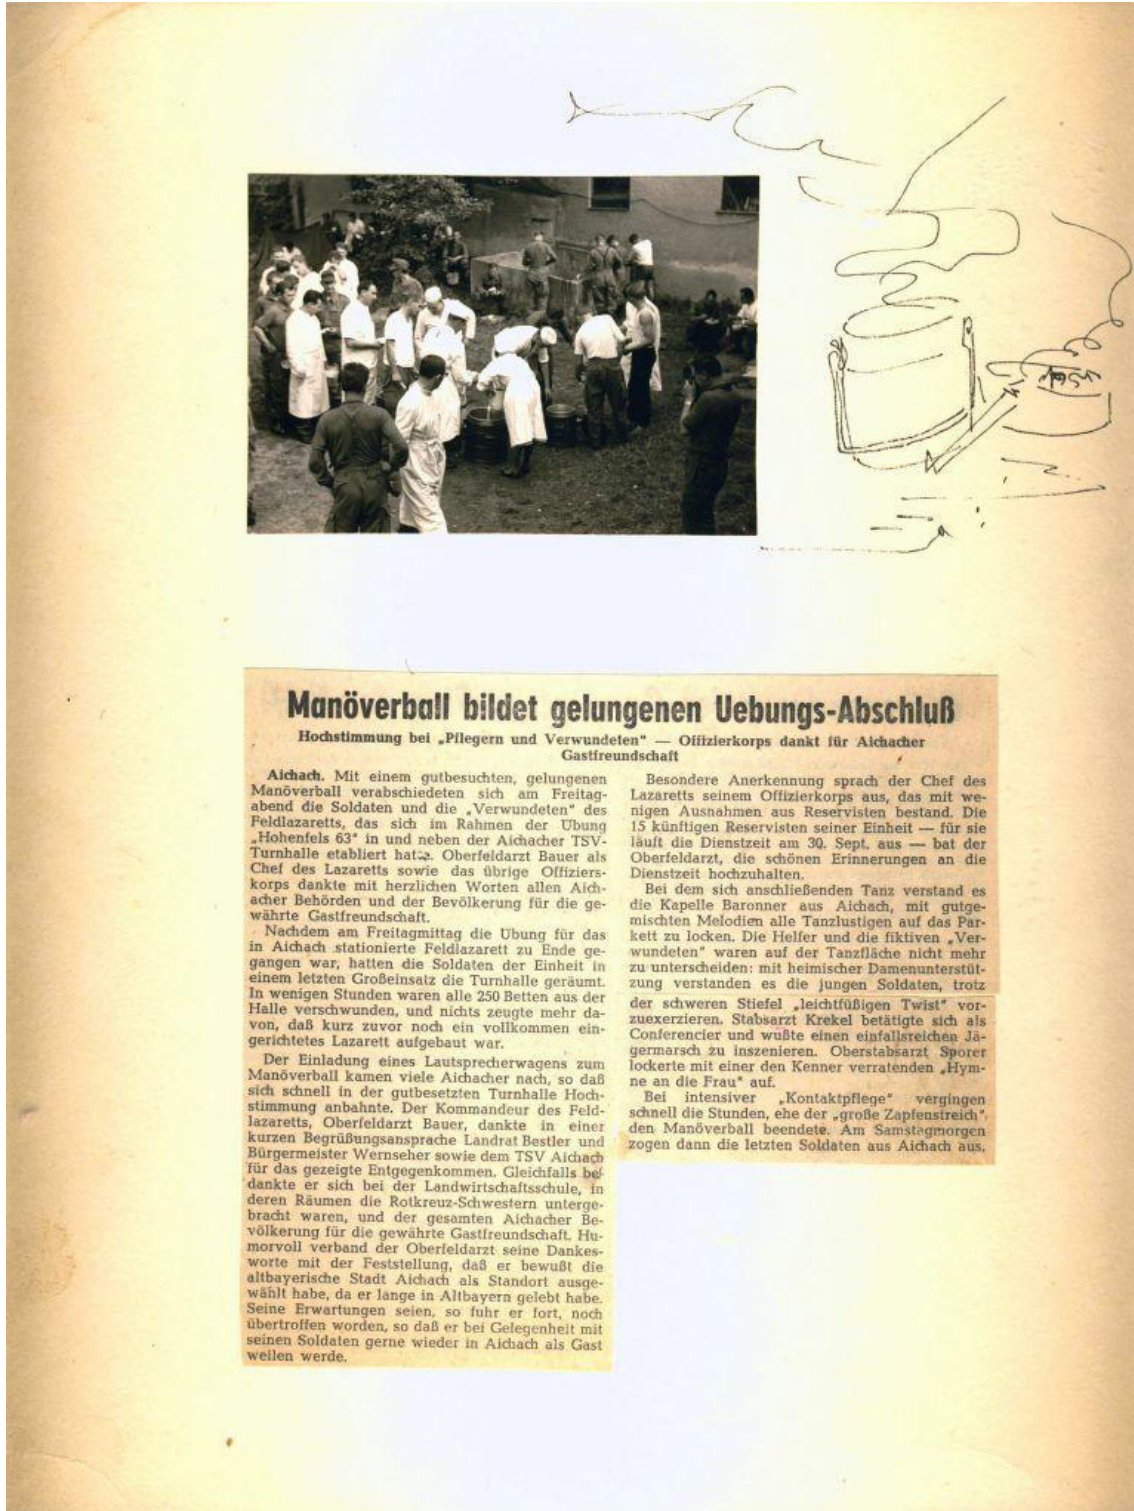 Manöverball bildet gelungenen Uebungs-Abschluß
Hochstimmung bei „Pflegern und Verwundeten" — Offizierkorps dankt für Aichacher
Gastfreundschaft
Aichach. Mit einem gutbesuchten, gelungenen
Manöverball verabschiedeten sich am Freitag-
abend die Soldaten und die „Verwundeten" des
Feldlazaretts, das sich im Rahmen der Übung
„Hohenfels 63" in und neben der Aichacher TSV-
Turnhalle etabliert hatte. Oberfeldarzt Bauer als
Chef des Lazaretts sowie das übrige Offiziers-
korps dankte mit herzlichen Worten allen Aich-
acher Behörden und der Bevölkerung für die ge-
währte Gastfreundschaft.
Nachdem am Freitagmittag die Übung für das
in Aichach stationierte Feldlazarett zu Ende ge-
gangen war, hatten die Soldaten der Einheit in
einem letzten Großeinsatz die Turnhalle geräumt.
In wenigen Stunden waren alle 250 Betten aus der
Halle verschwunden, und nichts zeugte mehr da-
von, daß kurz zuvor noch ein vollkommen ein-
gerichtetes Lazarett aufgebaut war.
Der Einladung eines Lautsprecherwagens zum
Manöverball kamen viele Aichacher nach, so daß
sich schnell in der gutbesetzten Turnhalle Hoch-
stimmung anbahnte. Der Kommandeur des Feld-
lazaretts, Oberfeldarzt Bauer, dankte in einer
kurzen Begrüßungsansprache Landrat Bestler und
Bürgermeister Wernseher sowie dem TSV Aichach
für das gezeigte Entgegenkommen. Gleichfalls be-
dankte er sich bei der Landwirtschaftsschule, in
deren Räumen die Rotkreuz-Schwestern unterge-
bracht waren, und der gesamten Aichacher Be-
völkerung für die gewährte Gastfreundschaft. Hu-
morvoll verband der Oberfeldarzt seine Dankes-
worte mit der Feststellung, daß er bewußt die
altbayerische Stadt Aichach als Standort ausge-
wählt habe, da er lange in Altbayern gelebt habe.
Seine Erwartungen seien, so fuhr er fort, noch
übertroffen worden, so daß er bei Gelegenheit mit
seinen Soldaten gerne wieder in Aichach als Gast
weilen werde.
Besondere Anerkennung sprach der Chef des
Lazaretts seinem Offizierkorps aus, das mit we-
nigen Ausnahmen aus Reservisten bestand. Die
15 künftigen Reservisten seiner Einheit — für sie
läuft die Dienstzeit am 30. Sept. aus — bat der
Oberfeldarzt, die schönen Erinnerungen an die
Dienstzeit hochzuhalten.
Bei dem sich anschließenden Tanz verstand es
die Kapelle Baronner aus Aichach, mit gutge-
mischten Melodien alle Tanzlustigen auf das Par-
kett zu locken. Die Helfer und die fiktiven „Ver-
wundeten" waren auf der Tanzfläche nicht mehr
zu unterscheiden: mit heimischer Damenunterstüt-
zung verstanden es die jungen Soldaten, trotz
der schweren Stiefel „leichtfüßigen Twist" vor-
zuexerzieren. Stabsarzt Krekel betätigte sich als
Conferencier und wußte einen einfallsreichen Jä-
germarsch zu inszenieren. Oberstabsarzt Sporer
lockerte mit einer den Kenner verratenden „Hym-
ne an die Frau" auf.
Bei intensiver „Kontaktpflege" vergingen
schnell die Stunden, ehe der „große Zapfenstreich"
den Manöverball beendete. Am Samstagmorgen
zogen dann die letzten Soldaten aus Aichach aus.